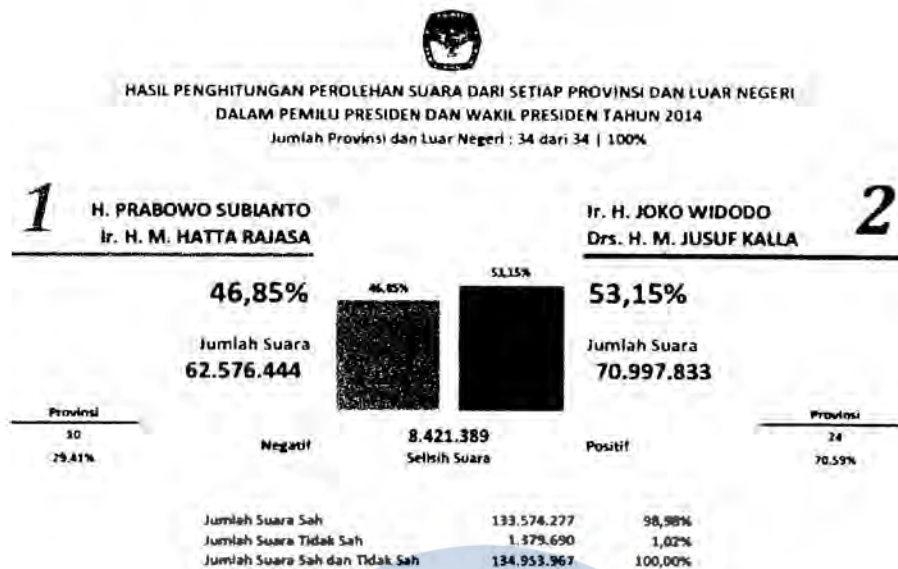 HASIL PENGHITUNGAN PEROLEHAN SUARA DARI SETIAP PROVINSI DAN LUAR NEGERI
DALAM PEMILU PRESIDEN DAN WAKIL PRESIDEN TAHUN 2014
Jumlah Provinsi dan Luar Negeri : 34 dari 34 | 100%
1
H. PRABOWO SUBIANTO
Ir. H. M. HATTA RAJASA
Ir. H. JOKO WIDODO
Drs. H. M. JUSUF KALLA
2
46,85%
46,85%
53,15%
53,15%
Jumlah Suara
62.576.444
Jumlah Suara
70.997.833
Provinsi
10
29.41%
Negatif
8.421.389
Selisih Suara
Positif
Provinsi
24
70.59%
Jumlah Suara Sah 133.574.277 98,98%
Jumlah Suara Tidak Sah 1.379.690 1,02%
Jumlah Suara Sah dan Tidak Sah 134.953.967 100,00%